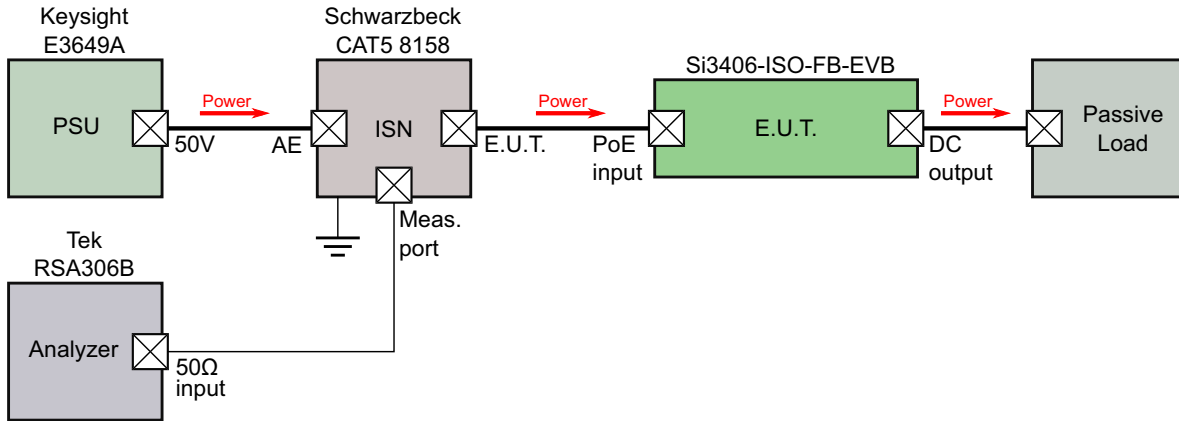 Keysight
E3649A
PSU
50V
Power
Schwarzbeck
CAT5 8158
ISN
AE
E.U.T.
Meas.
port
Power
Si3406-ISO-FB-EVB
E.U.T.
PoE
input
DC
output
Power
Passive
Load
Tek
RSA306B
Analyzer
50Ω
input